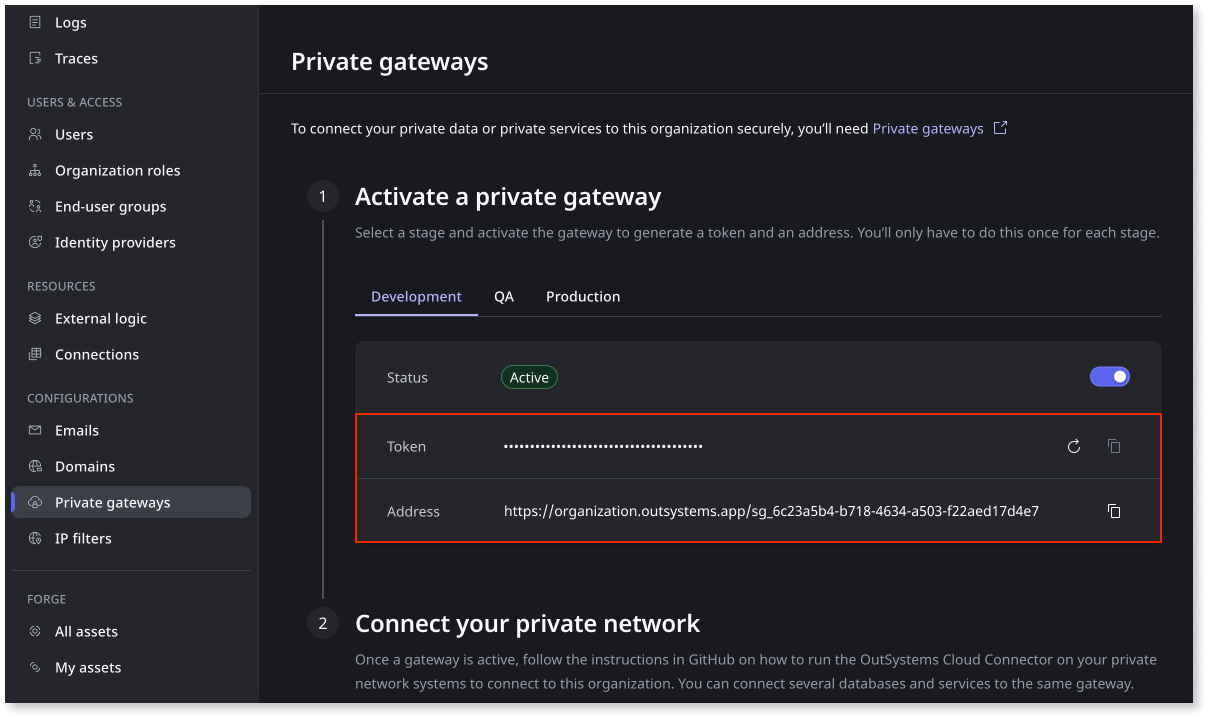 Logs
Traces
USERS & ACCESS
Users
Organization roles
End-user groups
Identity providers
RESOURCES
External logic
Connections
CONFIGURATIONS
Emails
Domains
Private gateways
IP filters
FORGE
All assets
My assets
Private gateways
To connect your private data or private services to this organization securely, you’ll need Private gateways
1 Activate a private gateway
Select a stage and activate the gateway to generate a token and an address. You’ll only have to do this once for each stage.
Development QA Production
Status Active
Token ••••••••••••••••••••••••••••••••••••••
Address https://organization.outsystems.app/sg_6c23a5b4-b718-4634-a503-f22aed17d4e7
2 Connect your private network
Once a gateway is active, follow the instructions in GitHub on how to run the OutSystems Cloud Connector on your private
network systems to connect to this organization. You can connect several databases and services to the same gateway.